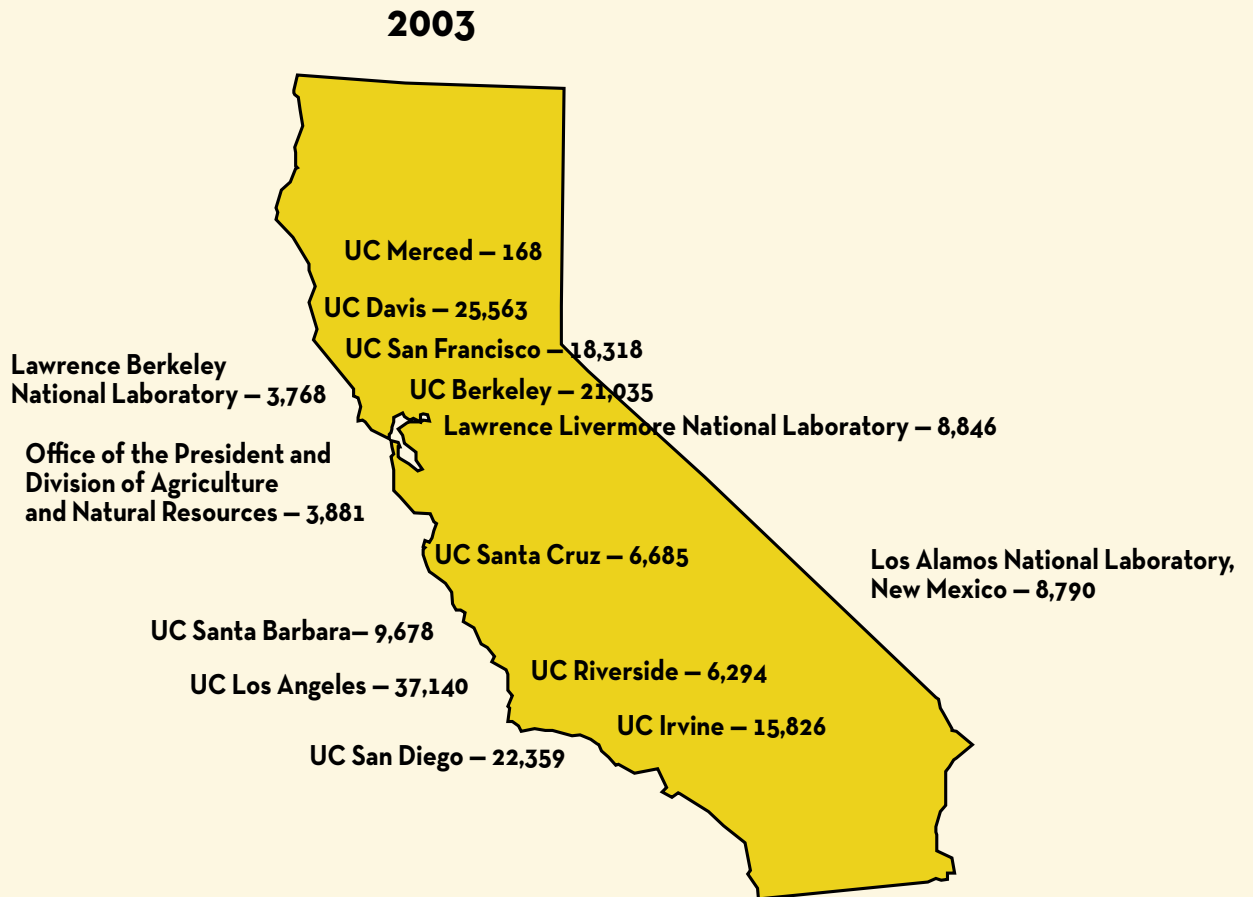 2003
UC Merced – 168
UC Davis – 25,563
UC San Francisco – 18,318
Lawrence Berkeley
National Laboratory – 3,768
UC Berkeley – 21,035
Lawrence Livermore National Laboratory – 8,846
Office of the President and
Division of Agriculture
and Natural Resources – 3,881
UC Santa Cruz – 6,685
Los Alamos National Laboratory,
New Mexico – 8,790
UC Santa Barbara– 9,678
UC Riverside – 6,294
UC Los Angeles – 37,140
UC Irvine – 15,826
UC San Diego – 22,359